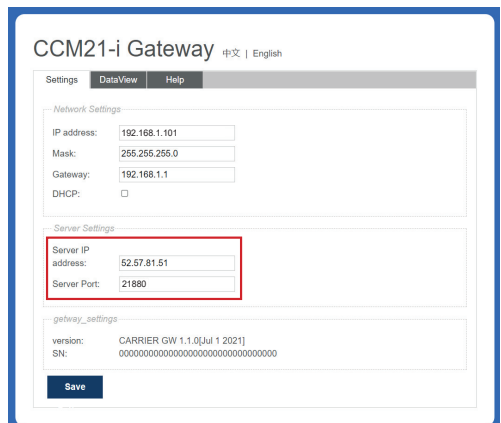 CCM21-i Gateway 中文 | English
Settings DataView Help
Network Settings
IP address: 192.168.1.101
Mask: 255.255.255.0
Gateway: 192.168.1.1
DHCP:
Server Settings
Server IP
address: 52.57.81.51
Server Port: 21880
getway_settings
version: CARRIER GW 1.1.0[Jul 1 2021]
SN: 00000000000000000000000000000000
Save